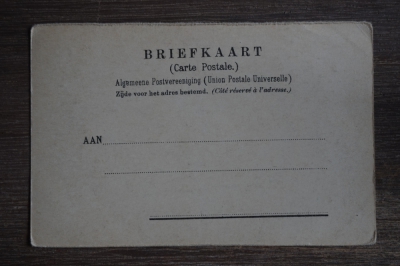 BRIEFKAART
(Carte Postale.)
Algemeene Postvereeniging (Union Postale Universelle)
Zijde voor het adres bestemd. (Côté réservé à l'adresse.)
AAN